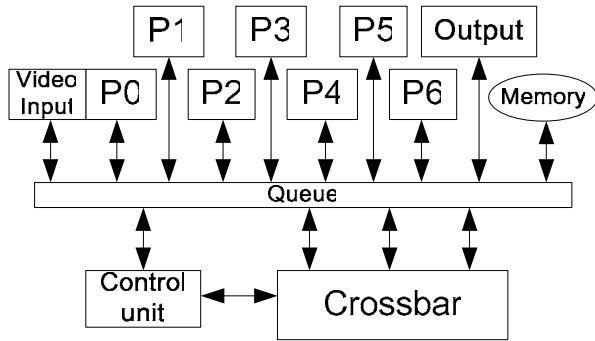 P1 P3 P5 Output
Video
Input
P0 P2 P4 P6 Memory
Queue
Control
unit
Crossbar